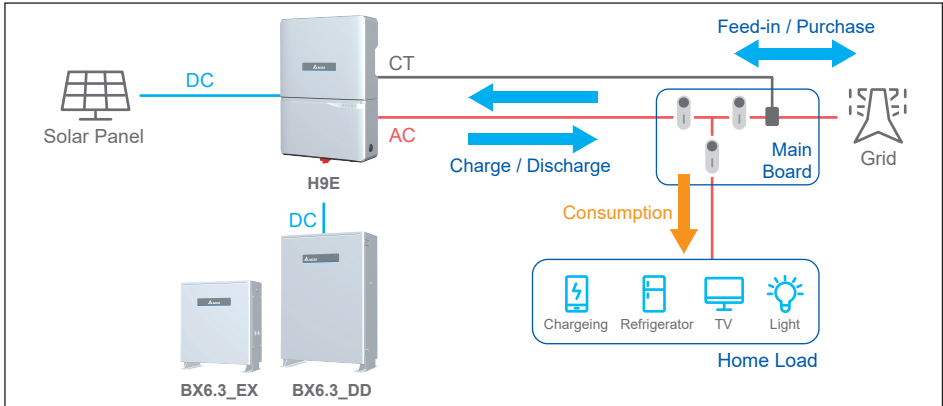 Feed-in / Purchase
CT
DC
AC
Solar Panel
Charge / Discharge
Main
Board
Grid
H9E
DC
Consumption
Chargeing
Refrigerator
TV
Light
Home Load
BX6.3_EX
BX6.3_DD